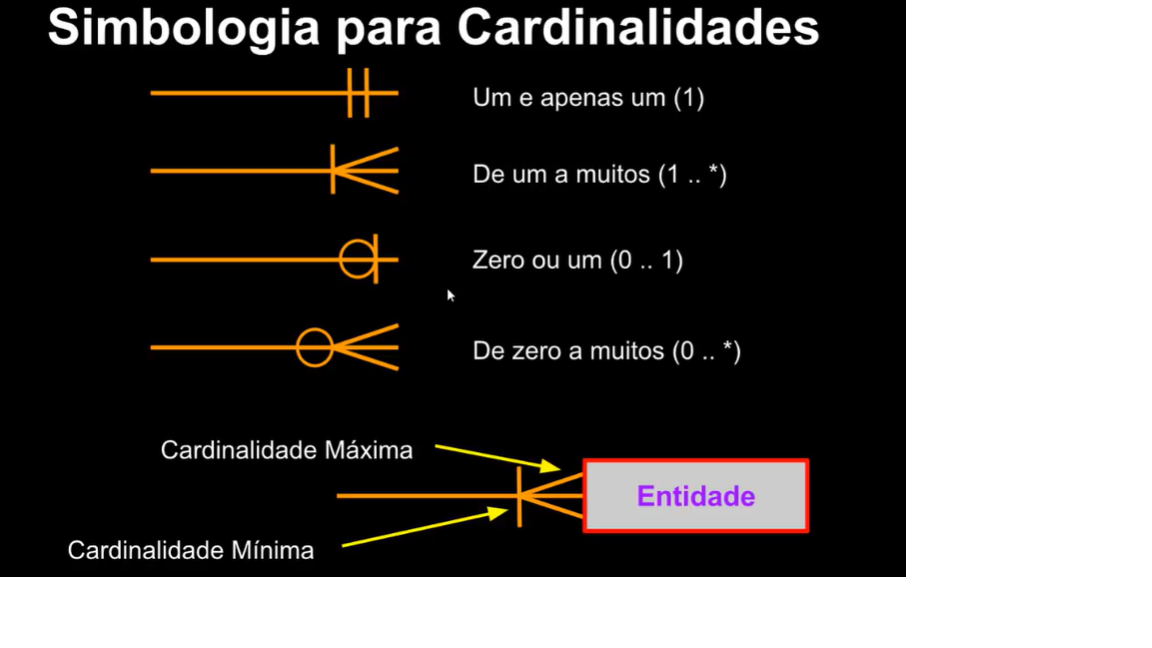 Simbologia para Cardinalidades
Um e apenas um (1)
De um a muitos (1 .. *)
Zero ou um (0 .. 1)
De zero a muitos (0 .. *)
Cardinalidade Máxima
Entidade
Cardinalidade Mínima